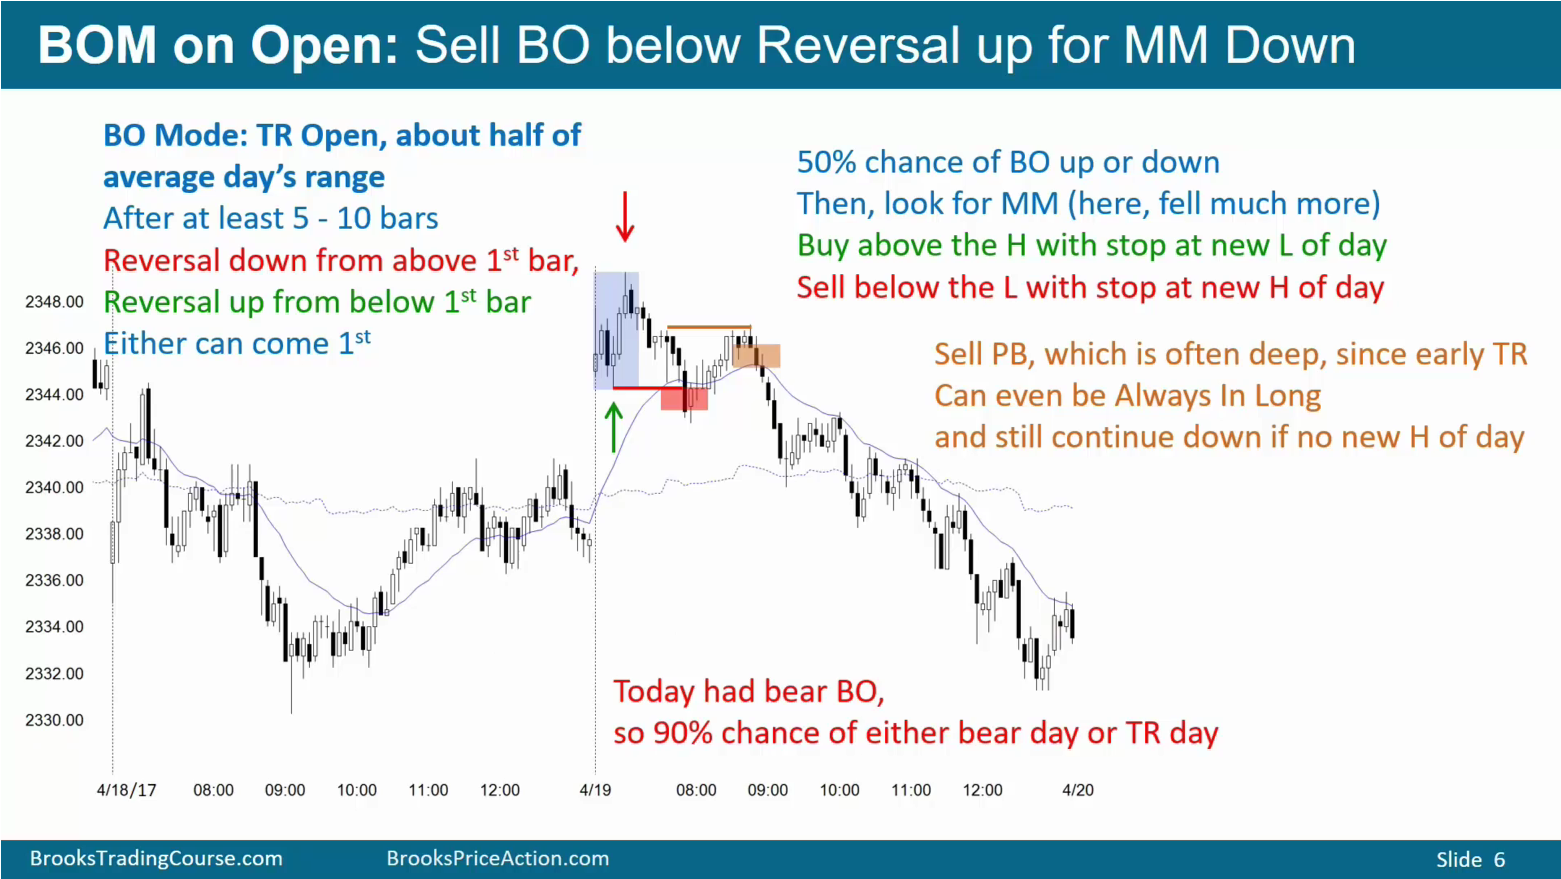 BOM on Open: Sell BO below Reversal up for MM Down
BO Mode: TR Open, about half of
average day's range
After at least 5 - 10 bars
Reversal down from above 1st bar,
Reversal up from below 1st bar
Either can come 1st
50% chance of BO up or down
Then, look for MM (here, fell much more)
Buy above the H with stop at new L of day
Sell below the L with stop at new H of day
Sell PB, which is often deep, since early TR
Can even be Always In Long
and still continue down if no new H of day
2348.00
2346.00
2344.00
2342.00
2340.00
2338.00
2336.00
2334.00
2332.00
2330.00
Today had bear BO,
so 90% chance of either bear day or TR day
4/18/17 08:00 09:00 10:00 11:00 12:00 4/19 08:00 09:00 10:00 11:00 12:00 4/20
BrooksTradingCourse.com BrooksPriceAction.com Slide 6